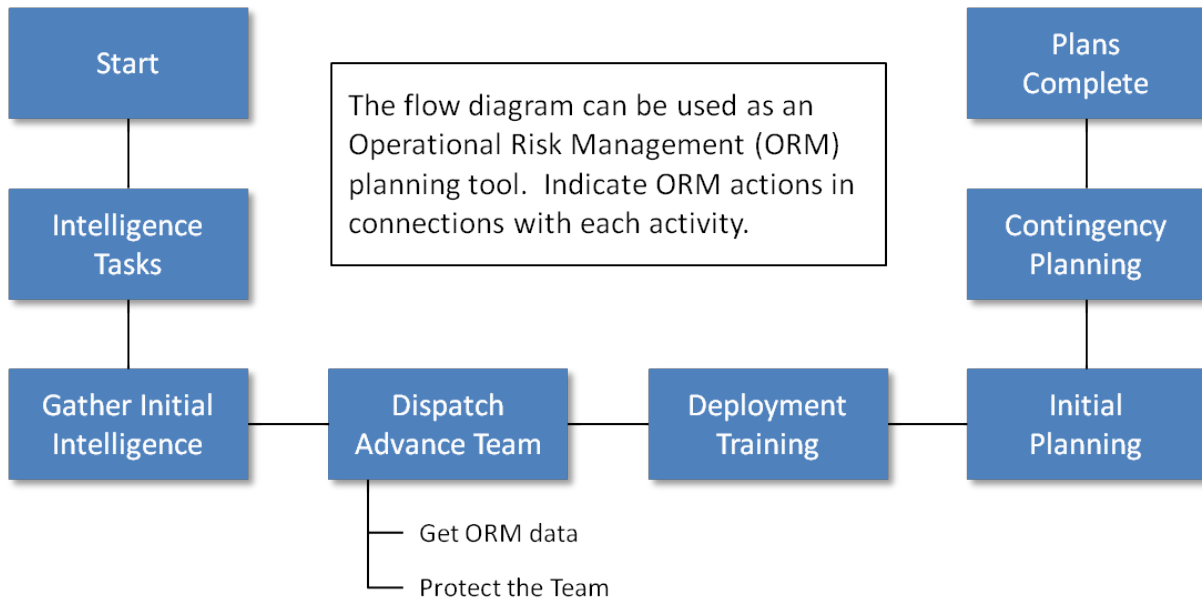 Start
Intelligence
Tasks
Gather Initial
Intelligence
The flow diagram can be used as an
Operational Risk Management (ORM)
planning tool.  Indicate ORM actions in
connections with each activity.
Dispatch
Advance Team
Get ORM data
Protect the Team
Deployment
Training
Initial
Planning
Contingency
Planning
Plans
Complete